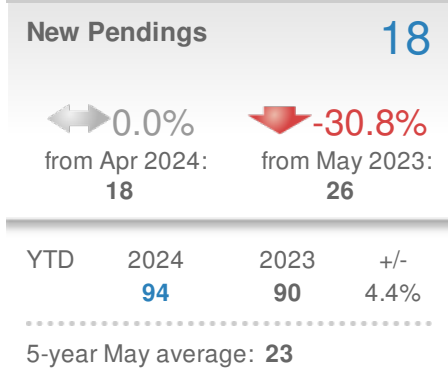 New Pendings 18
0.0% -30.8%
from Apr 2024: from May 2023:
18 26
YTD 2024 2023 +/-
94 90 4.4%
5-year May average: 23